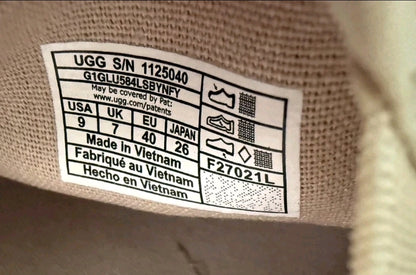 UGG S/N 1125040
G1GLU584LSBYNFY
May be covered by Pat:
www.ugg.com/patents
USA UK EU JAPAN
9 7 40 26
Made in Vietnam
Fabriqué au Vietnam
Hecho en Vietnam
F27021L